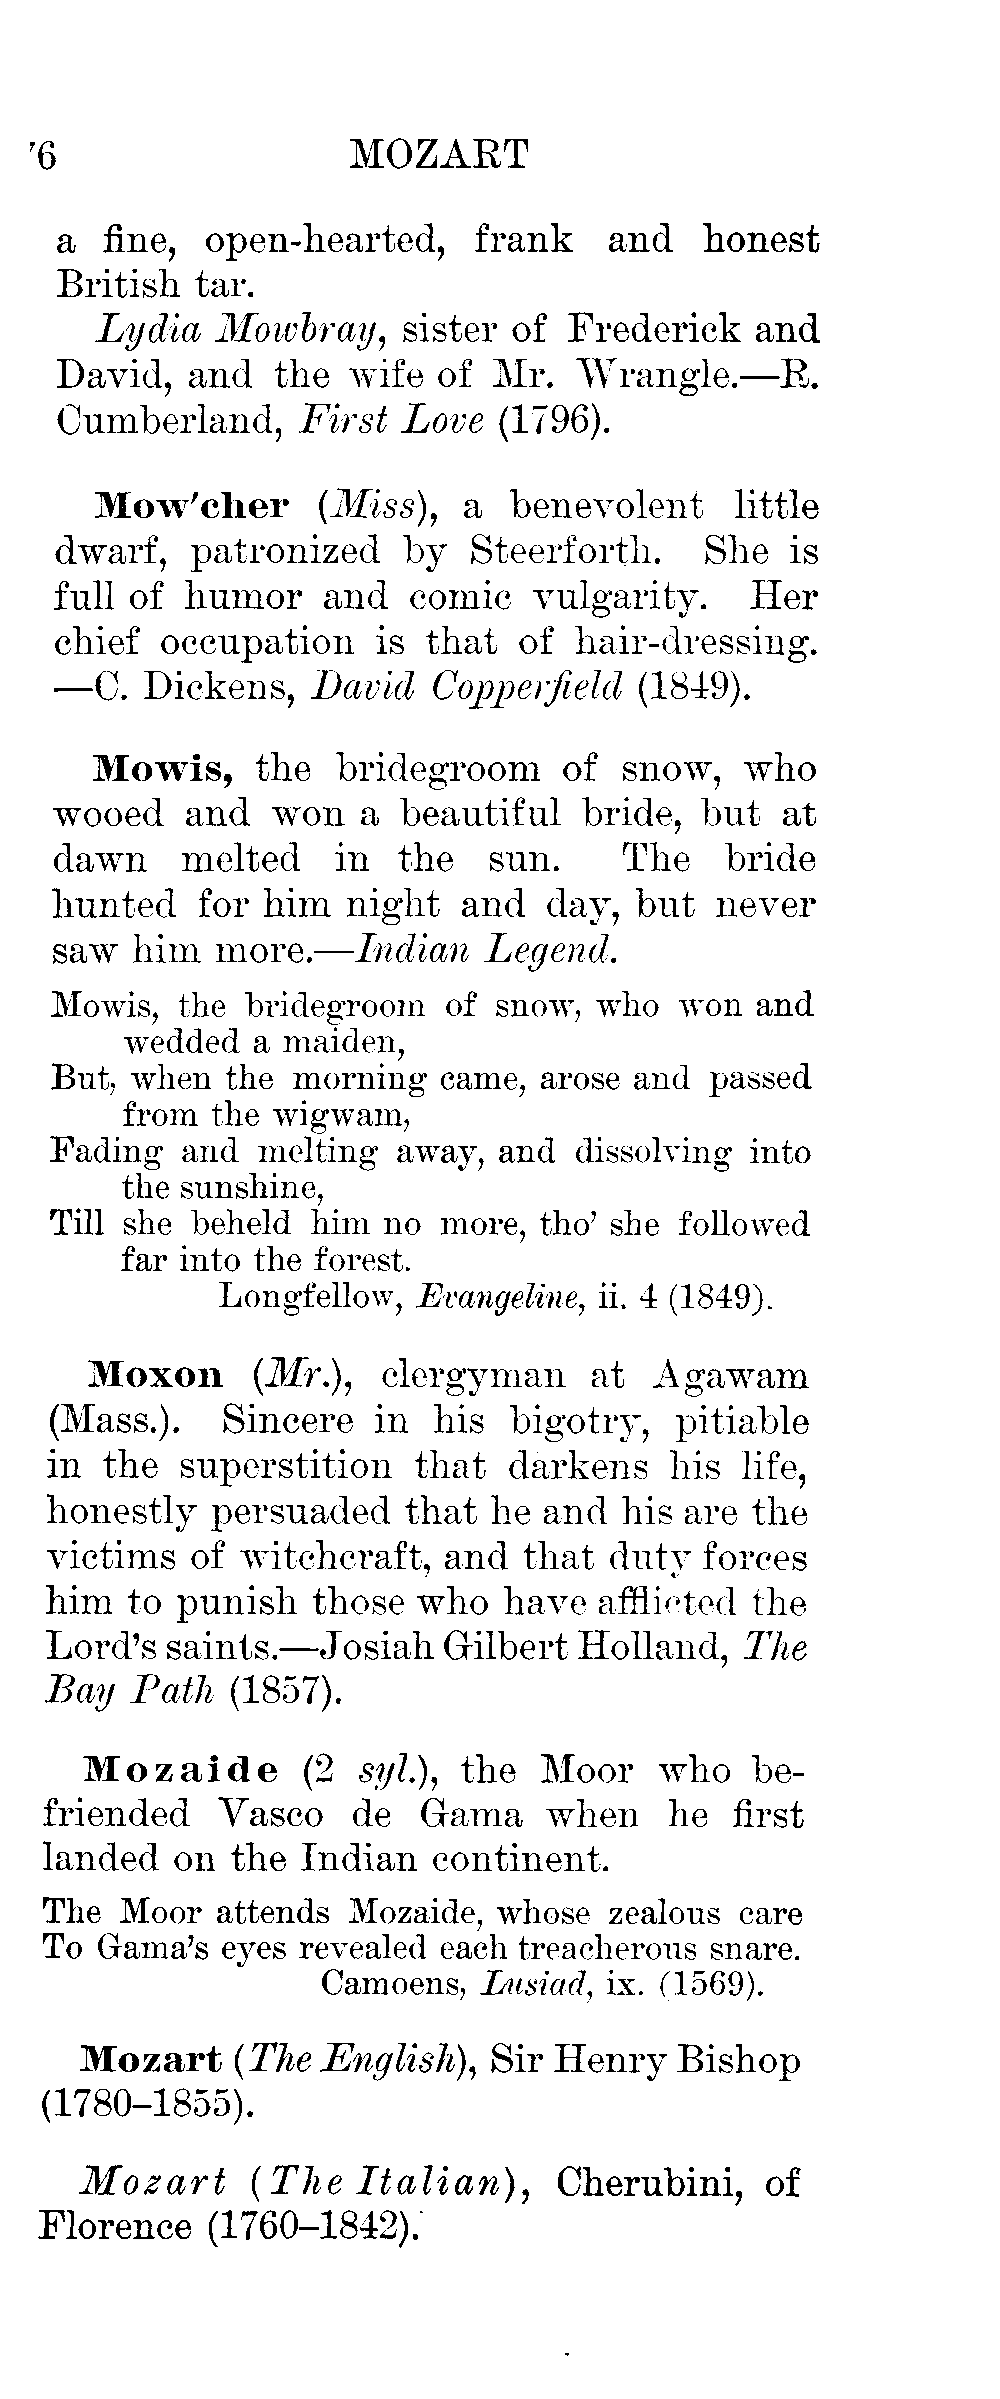 '6 MOZART
a fine, open-hearted, frank and honest
British tar.
Lydia Mowbray, sister of Frederick and
David, and the wife of Mr. Wrangle.—R.
Cumberland, First Love (1796).
Mow'cher (Miss), a benevolent little
dwarf, patronized by Steerforth. She is
full of humor and comic vulgarity. Her
chief occupation is that of hair-dressing.
—C. Dickens, David Copperfield (1849).
Mowis, the bridegroom of snow, who
wooed and won a beautiful bride, but at
dawn melted in the sun. The bride
hunted for him night and day, but never
saw him more.—Indian Legend.
Mowis, the bridegroom of snow, who won and
wedded a maiden,
But, when the morning came, arose and passed
from the wigwam,
Fading and melting away, and dissolving into
the sunshine,
Till she beheld him no more, tho' she followed
far into the forest.
Longfellow, Evangeline, ii. 4 (1849).
Moxon (Mr.), clergyman at Agawam
(Mass.). Sincere in his bigotry, pitiable
in the superstition that darkens his life,
honestly persuaded that he and his are the
victims of witchcraft, and that duty forces
him to punish those who have afflicted the
Lord's saints.—Josiah Gilbert Holland, The
Bay Path (1857).
Mozaide (2 syl.), the Moor who be-
friended Vasco de Gama when he first
landed on the Indian continent.
The Moor attends Mozaide, whose zealous care
To Gama's eyes revealed each treacherous snare.
Camoens, Lusiad, ix. (1569).
Mozart (The English), Sir Henry Bishop
(1780–1855).
Mozart (The Italian), Cherubini, of
Florence (1760–1842).